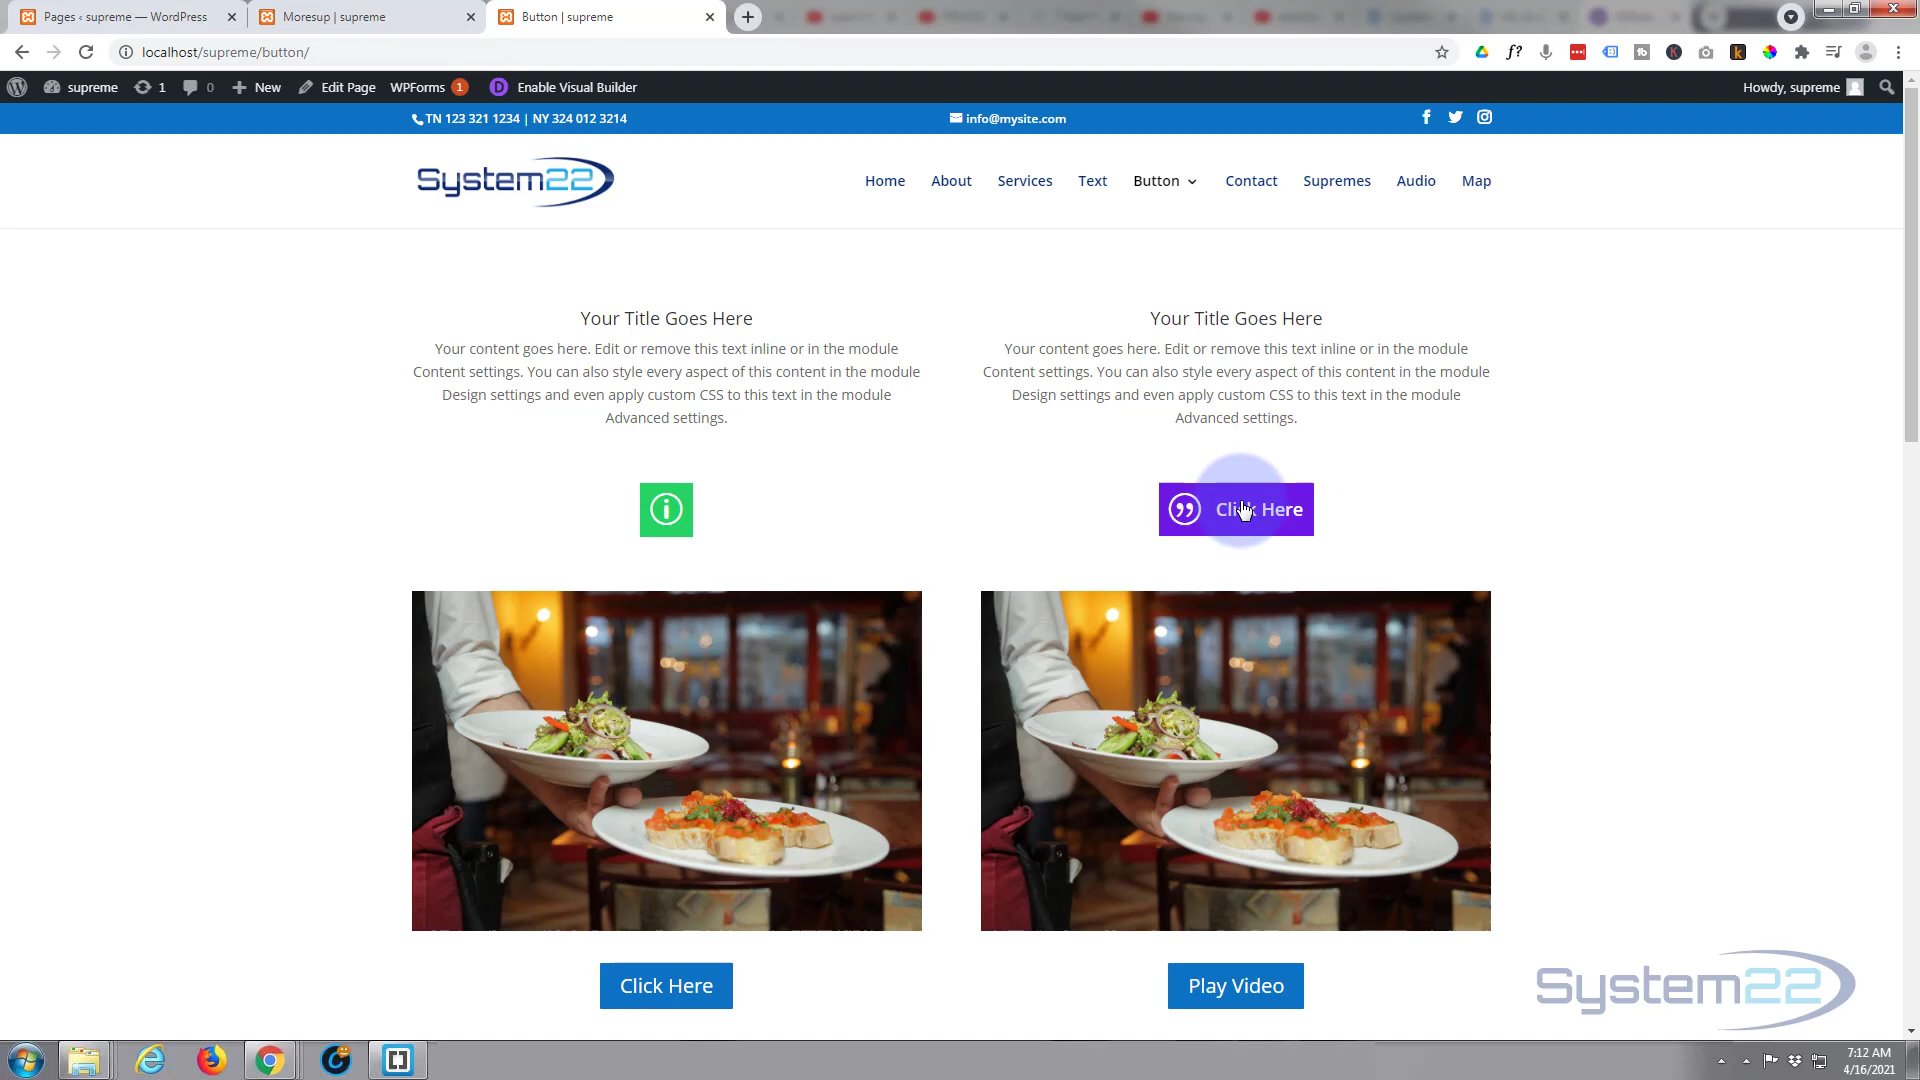 Pages ‹ supreme — WordPress
Moresup | supreme
Button | supreme
localhost/supreme/button/
supreme
1
0
New
Edit Page
WPForms 1
Enable Visual Builder
Howdy, supreme
TN 123 321 1234 | NY 324 012 3214
info@mysite.com
System22
Home
About
Services
Text
Button
Contact
Supremes
Audio
Map
Your Title Goes Here
Your content goes here. Edit or remove this text inline or in the module
Content settings. You can also style every aspect of this content in the module
Design settings and even apply custom CSS to this text in the module
Advanced settings.
Your Title Goes Here
Your content goes here. Edit or remove this text inline or in the module
Content settings. You can also style every aspect of this content in the module
Design settings and even apply custom CSS to this text in the module
Advanced settings.
Click Here
Click Here
Play Video
System22
7:12 AM
4/16/2021